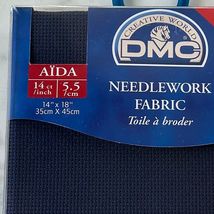 CREATIVE WORLD
DMC
AÏDA
14 ct
/inch
5.5
/cm
14" x 18"
35cm X 45cm
NEEDLEWORK
FABRIC
Toile à broder